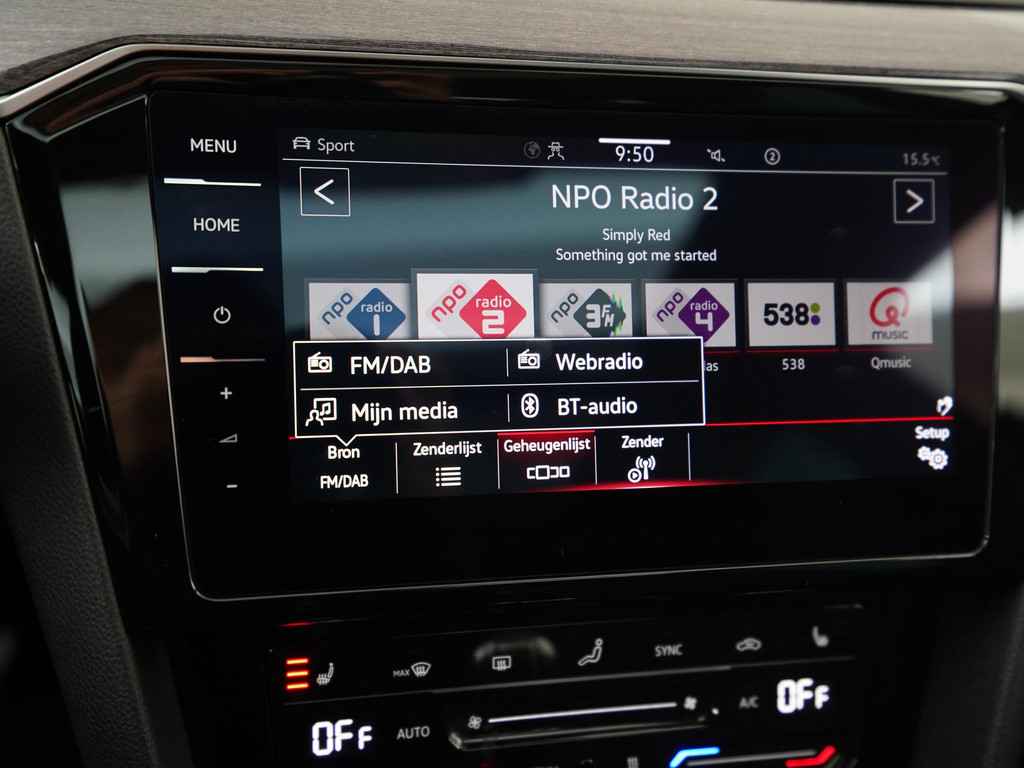 MENU
Sport
9:50
2
15.5°C
HOME
NPO Radio 2
Simply Red
Something got me started
npo radio 1
npo radio 2
npo 3FM
npo radio 4
538
Qmusic
538
Qmusic
FM/DAB
Webradio
Mijn media
BT-audio
Bron
FM/DAB
Zenderlijst
Geheugenlijst
Zender
Setup
MAX
SYNC
OFF
AUTO
A/C
OFF